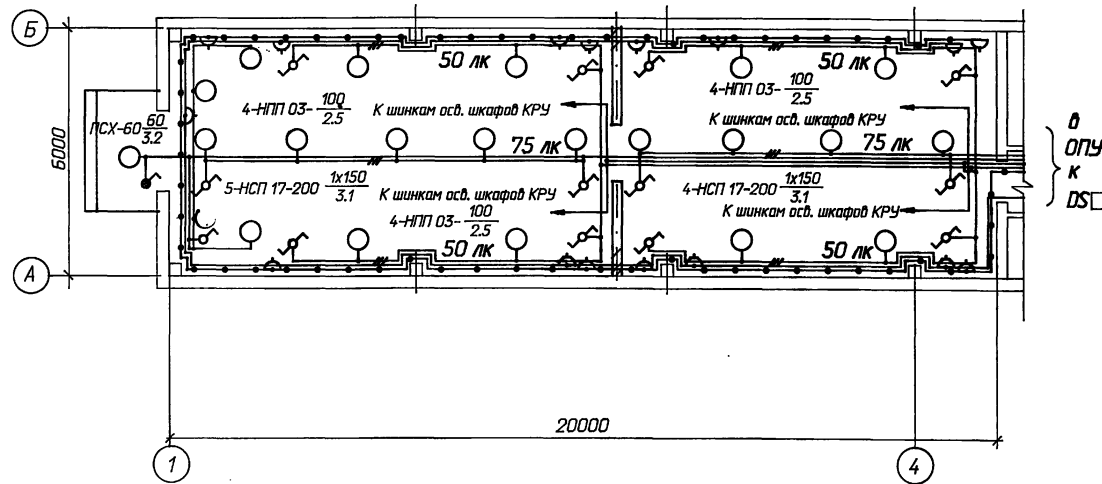 Б
А
6000
ПСХ-60 60/3.2
50 лк
4-НПП 03- 100/2.5
К шинкам осв. шкафов КРУ
75 лк
5-НСП 17-200 1х150/3.1
К шинкам осв. шкафов КРУ
4-НПП 03- 100/2.5
50 лк
50 лк
4-НПП 03- 100/2.5
К шинкам осв. шкафов КРУ
75 лк
4-НСП 17-200 1х150/3.1
К шинкам осв. шкафов КРУ
50 лк
в
ОПУ
к
DS□
20000
1
4